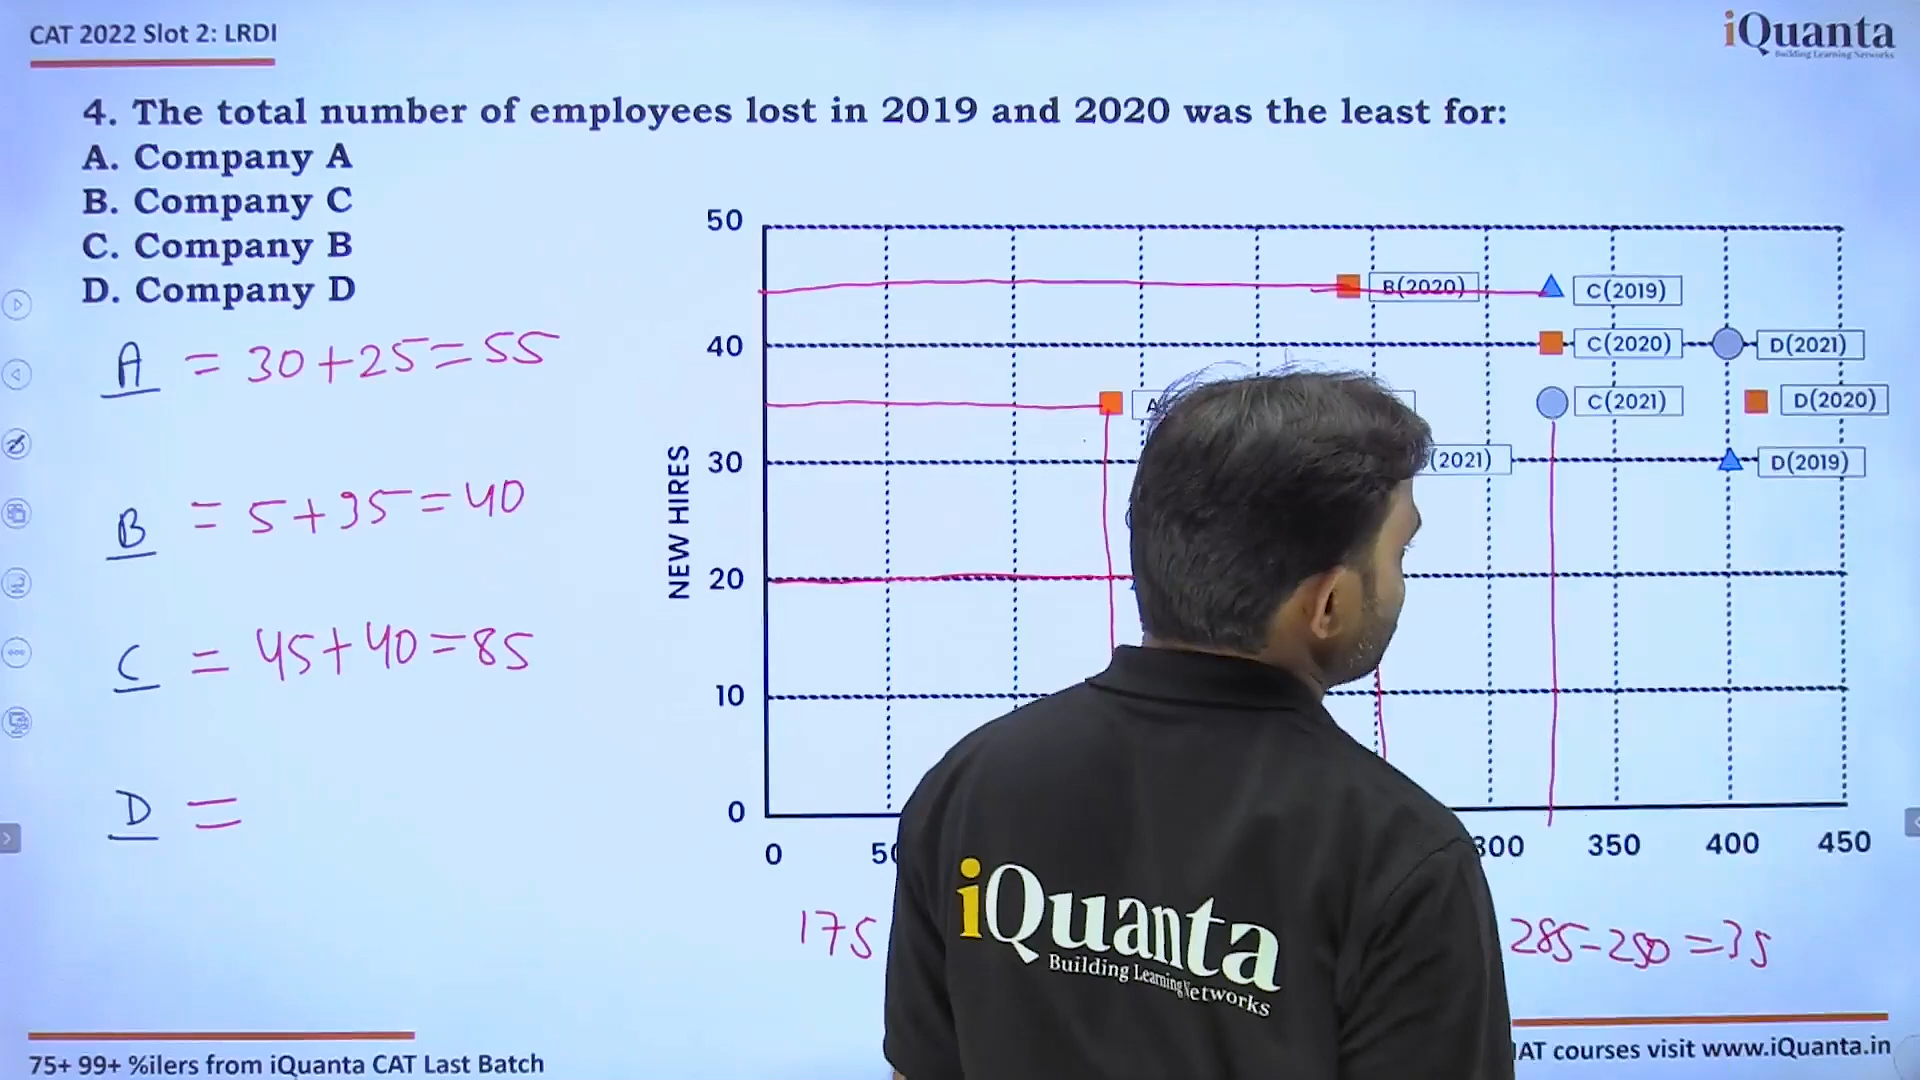 CAT 2022 Slot 2: LRDI
iQuanta
Building Learning Networks
4. The total number of employees lost in 2019 and 2020 was the least for:
A. Company A
B. Company C
C. Company B
D. Company D
A = 30+25=55
B = 5+35=40
C = 45+40=85
D =
NEW HIRES
50
40
30
20
10
0
B(2020)
C(2019)
C(2020)
D(2021)
C(2021)
D(2020)
(2021)
D(2019)
0
350
400
450
175
285-250=35
iQuanta
Building Learning Networks
75+ 99+ %ilers from iQuanta CAT Last Batch
courses visit www.iQuanta.in